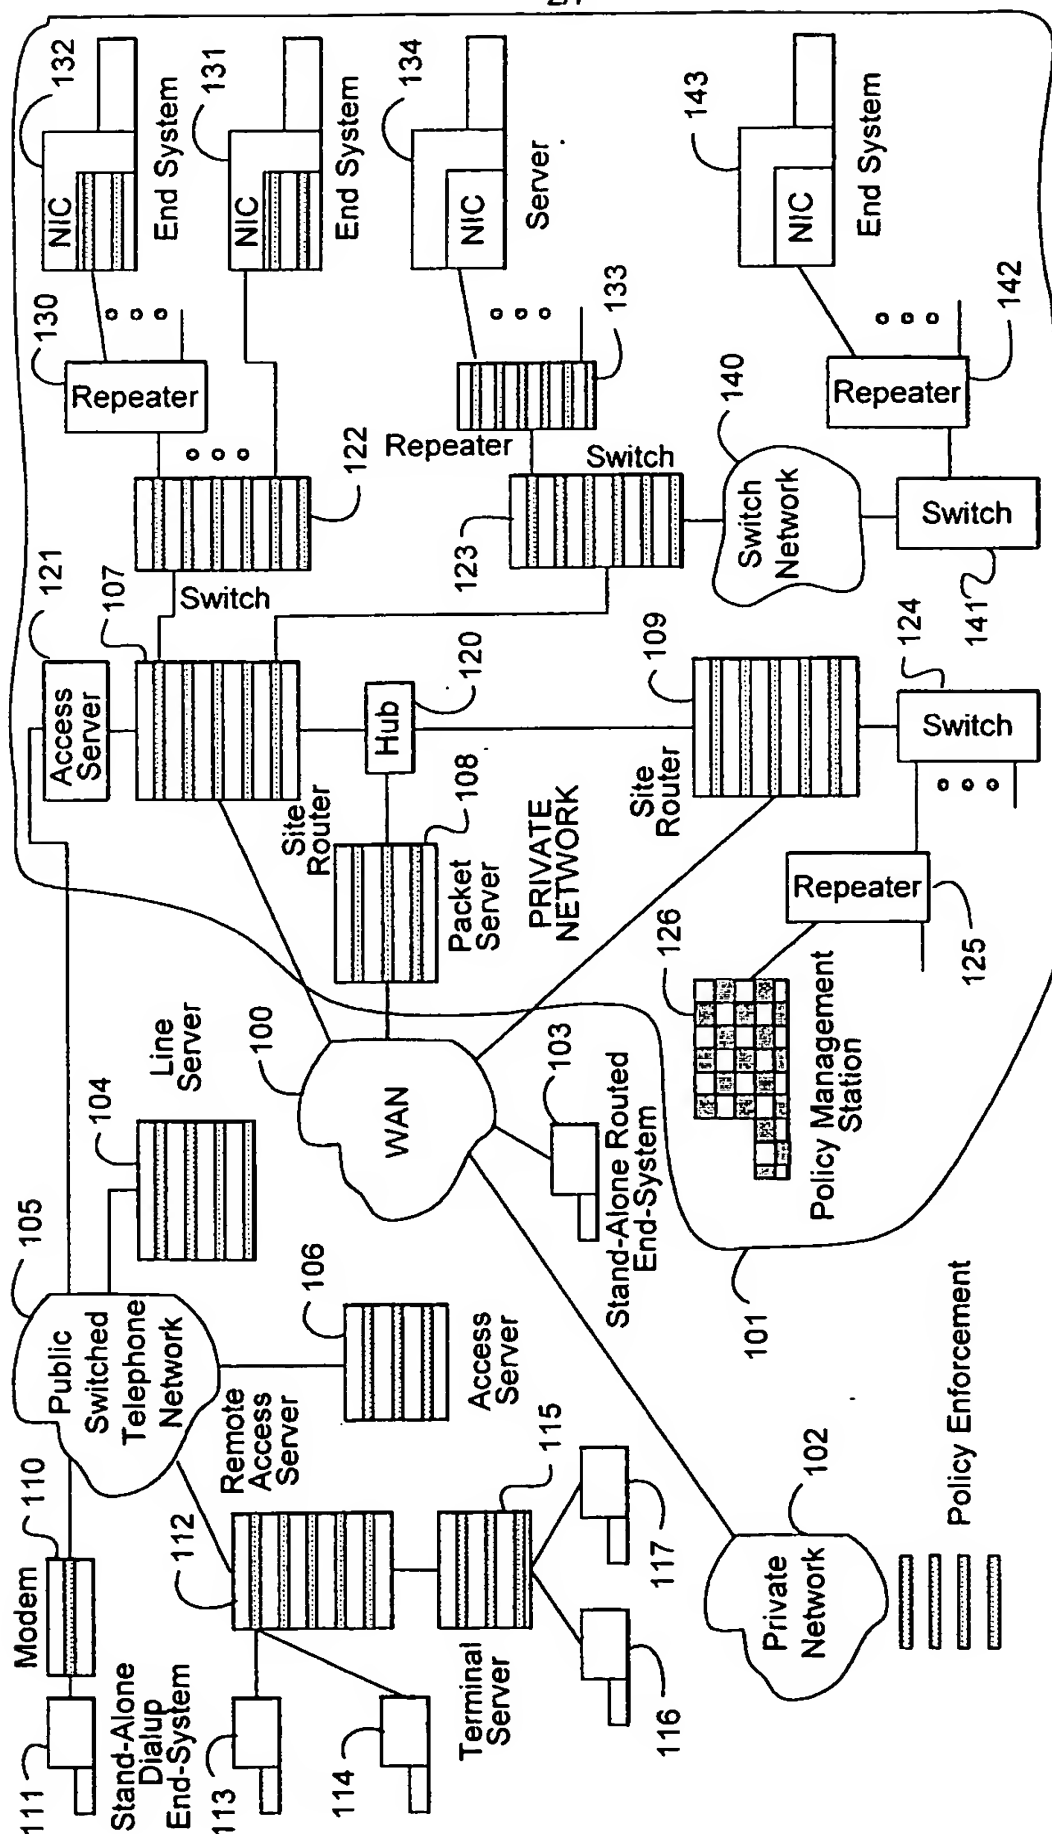 2/7
111
Stand-Alone
Dialup
End-System
Modem
110
105
Public
Switched
Telephone
Network
104
Line
Server
113
112
Remote
Access
Server
106
Access
Server
114
Terminal
Server
115
116
117
100
WAN
103
Stand-Alone Routed
End-System
Private
Network
102
101
Policy Enforcement
121
Access
Server
107
Site
Router
Switch
122
130
Repeater
132
NIC
End System
131
NIC
End System
108
Packet
Server
Hub
120
PRIVATE
NETWORK
123
Switch
Repeater
133
134
NIC
Server
Site
Router
109
Switch
Network
140
126
Policy Management
Station
Repeater
125
124
Switch
141
Switch
Repeater
142
143
NIC
End System